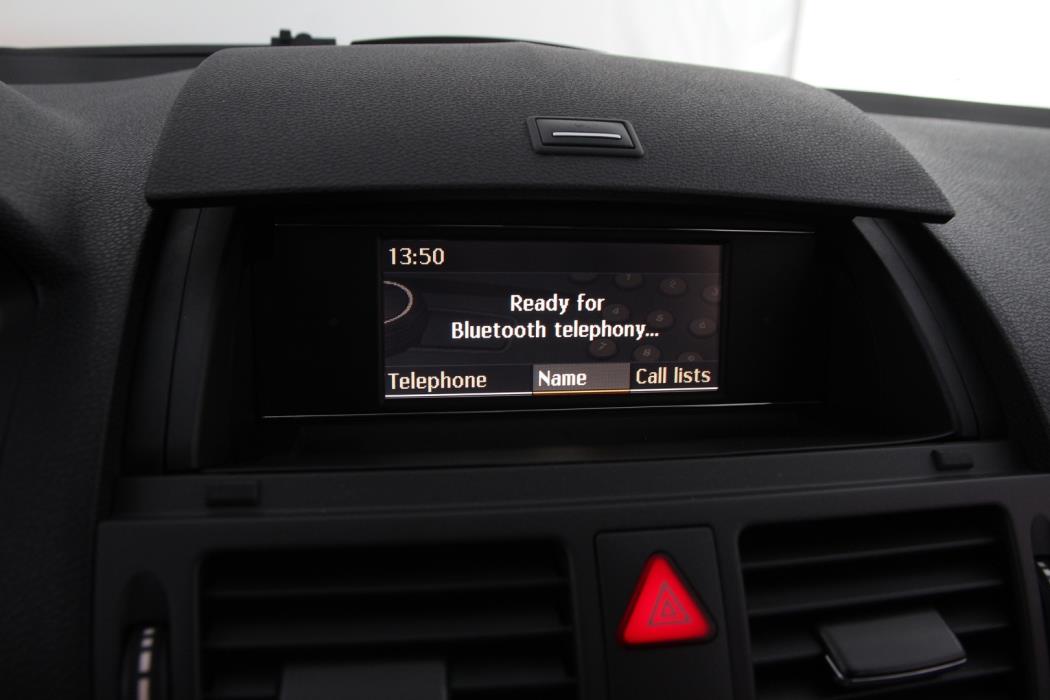 13:50
Ready for
Bluetooth telephony...
Telephone Name Call lists